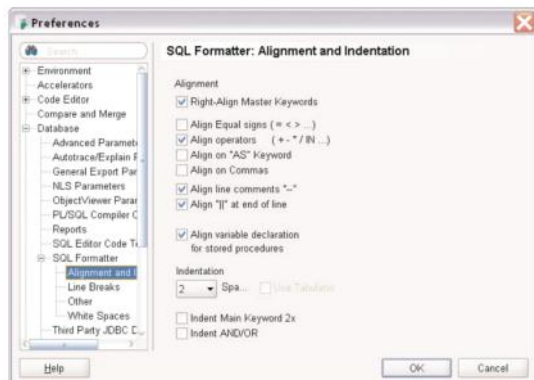 Preferences
Search
SQL Formatter: Alignment and Indentation
Environment
Accelerators
Code Editor
Compare and Merge
Database
Advanced Paramet
Autotrace/Explain F
General Export Par
NLS Parameters
ObjectViewer Parar
PL/SQL Compiler C
Reports
SQL Editor Code Te
SQL Formatter
Alignment and I
Line Breaks
Other
White Spaces
Third Party JDBC D
Alignment
Right-Align Master Keywords
Align Equal signs ( = < > ... )
Align operators ( + - * / IN ... )
Align on "AS" Keyword
Align on Commas
Align line comments "--"
Align "||" at end of line
Align variable declaration
for stored procedures
Indentation
2 Spa... Use Tabulator
Indent Main Keyword 2x
Indent AND/OR
Help OK Cancel